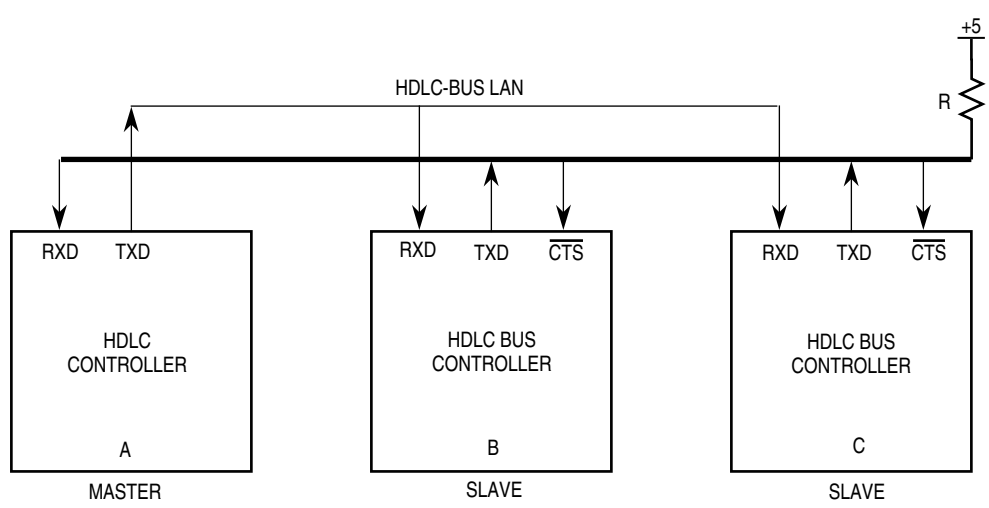 +5
HDLC-BUS LAN
R
RXD TXD
RXD TXD CTS
RXD TXD CTS
HDLC
CONTROLLER
HDLC BUS
CONTROLLER
HDLC BUS
CONTROLLER
A
B
C
MASTER
SLAVE
SLAVE